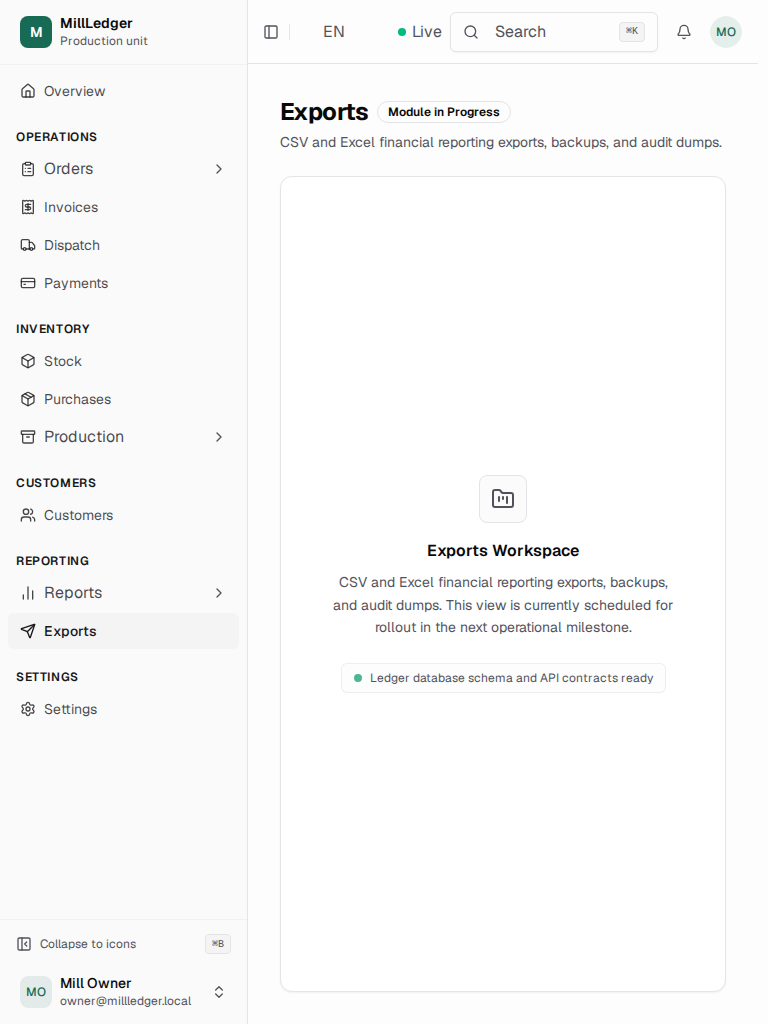 M
MillLedger
Production unit
Overview
OPERATIONS
Orders
Invoices
Dispatch
Payments
INVENTORY
Stock
Purchases
Production
CUSTOMERS
Customers
REPORTING
Reports
Exports
SETTINGS
Settings
Collapse to icons ⌘B
MO
Mill Owner
owner@millledger.local
EN
Live
Search ⌘K
MO
Exports Module in Progress
CSV and Excel financial reporting exports, backups, and audit dumps.
Exports Workspace
CSV and Excel financial reporting exports, backups,
and audit dumps. This view is currently scheduled for
rollout in the next operational milestone.
Ledger database schema and API contracts ready